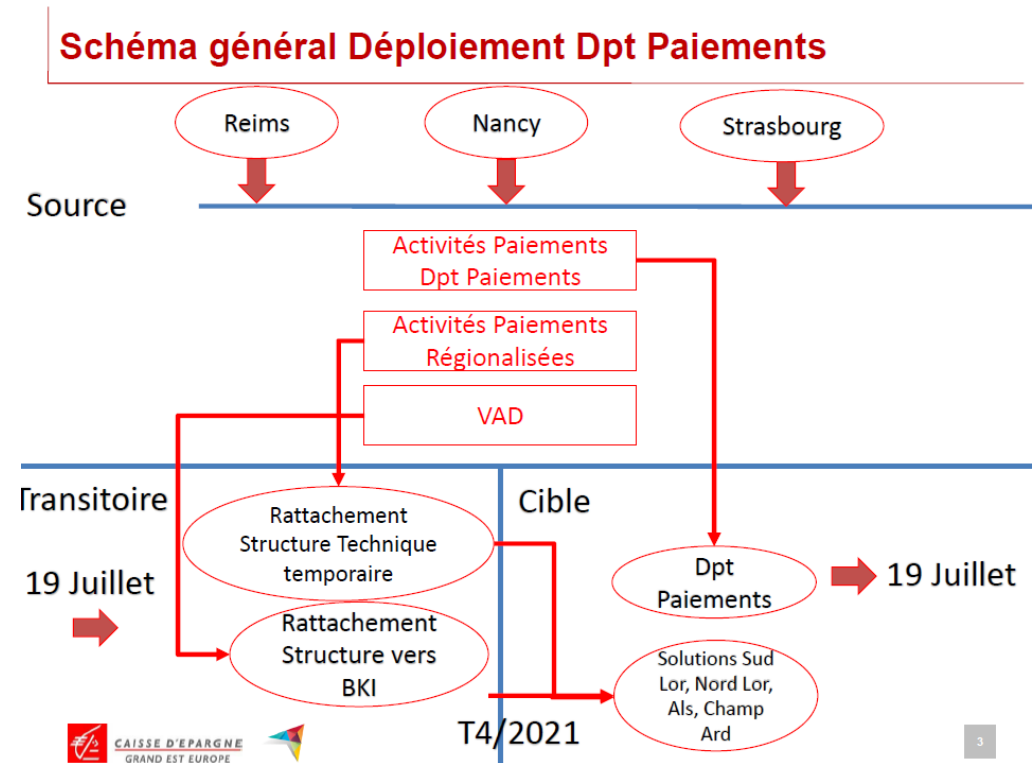 Schéma général Déploiement Dpt Paiements
Reims
Nancy
Strasbourg
Source
Activités Paiements
Dpt Paiements
Activités Paiements
Régionalisées
VAD
Transitoire
Cible
Rattachement
Structure Technique
temporaire
19 Juillet
Dpt
Paiements
19 Juillet
Rattachement
Structure vers
BKI
Solutions Sud
Lor, Nord Lor,
Als, Champ
Ard
T4/2021
CAISSE D'EPARGNE
GRAND EST EUROPE
3